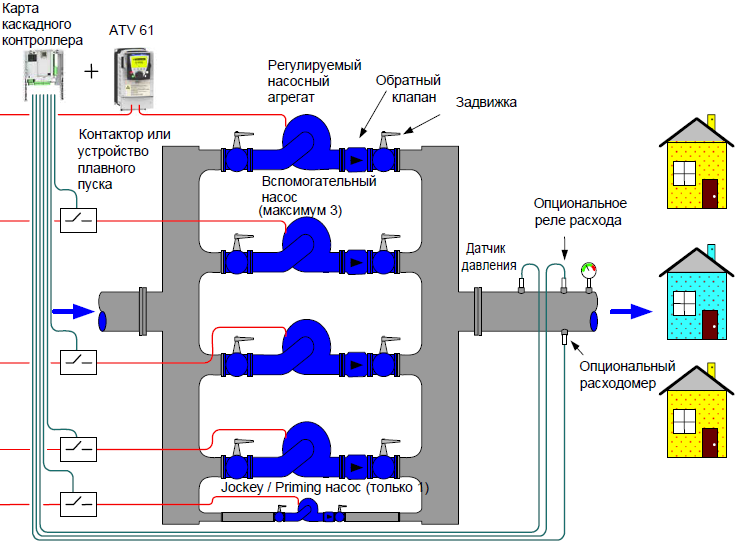 Карта
каскадного
контроллера
ATV 61
+
Регулируемый
насосный
агрегат
Обратный
клапан
Задвижка
Контактор или
устройство
плавного
пуска
Вспомогательный
насос
(максимум 3)
Опциональное
реле расхода
Датчик
давления
Опциональный
расходомер
Jockey / Priming насос (только 1)